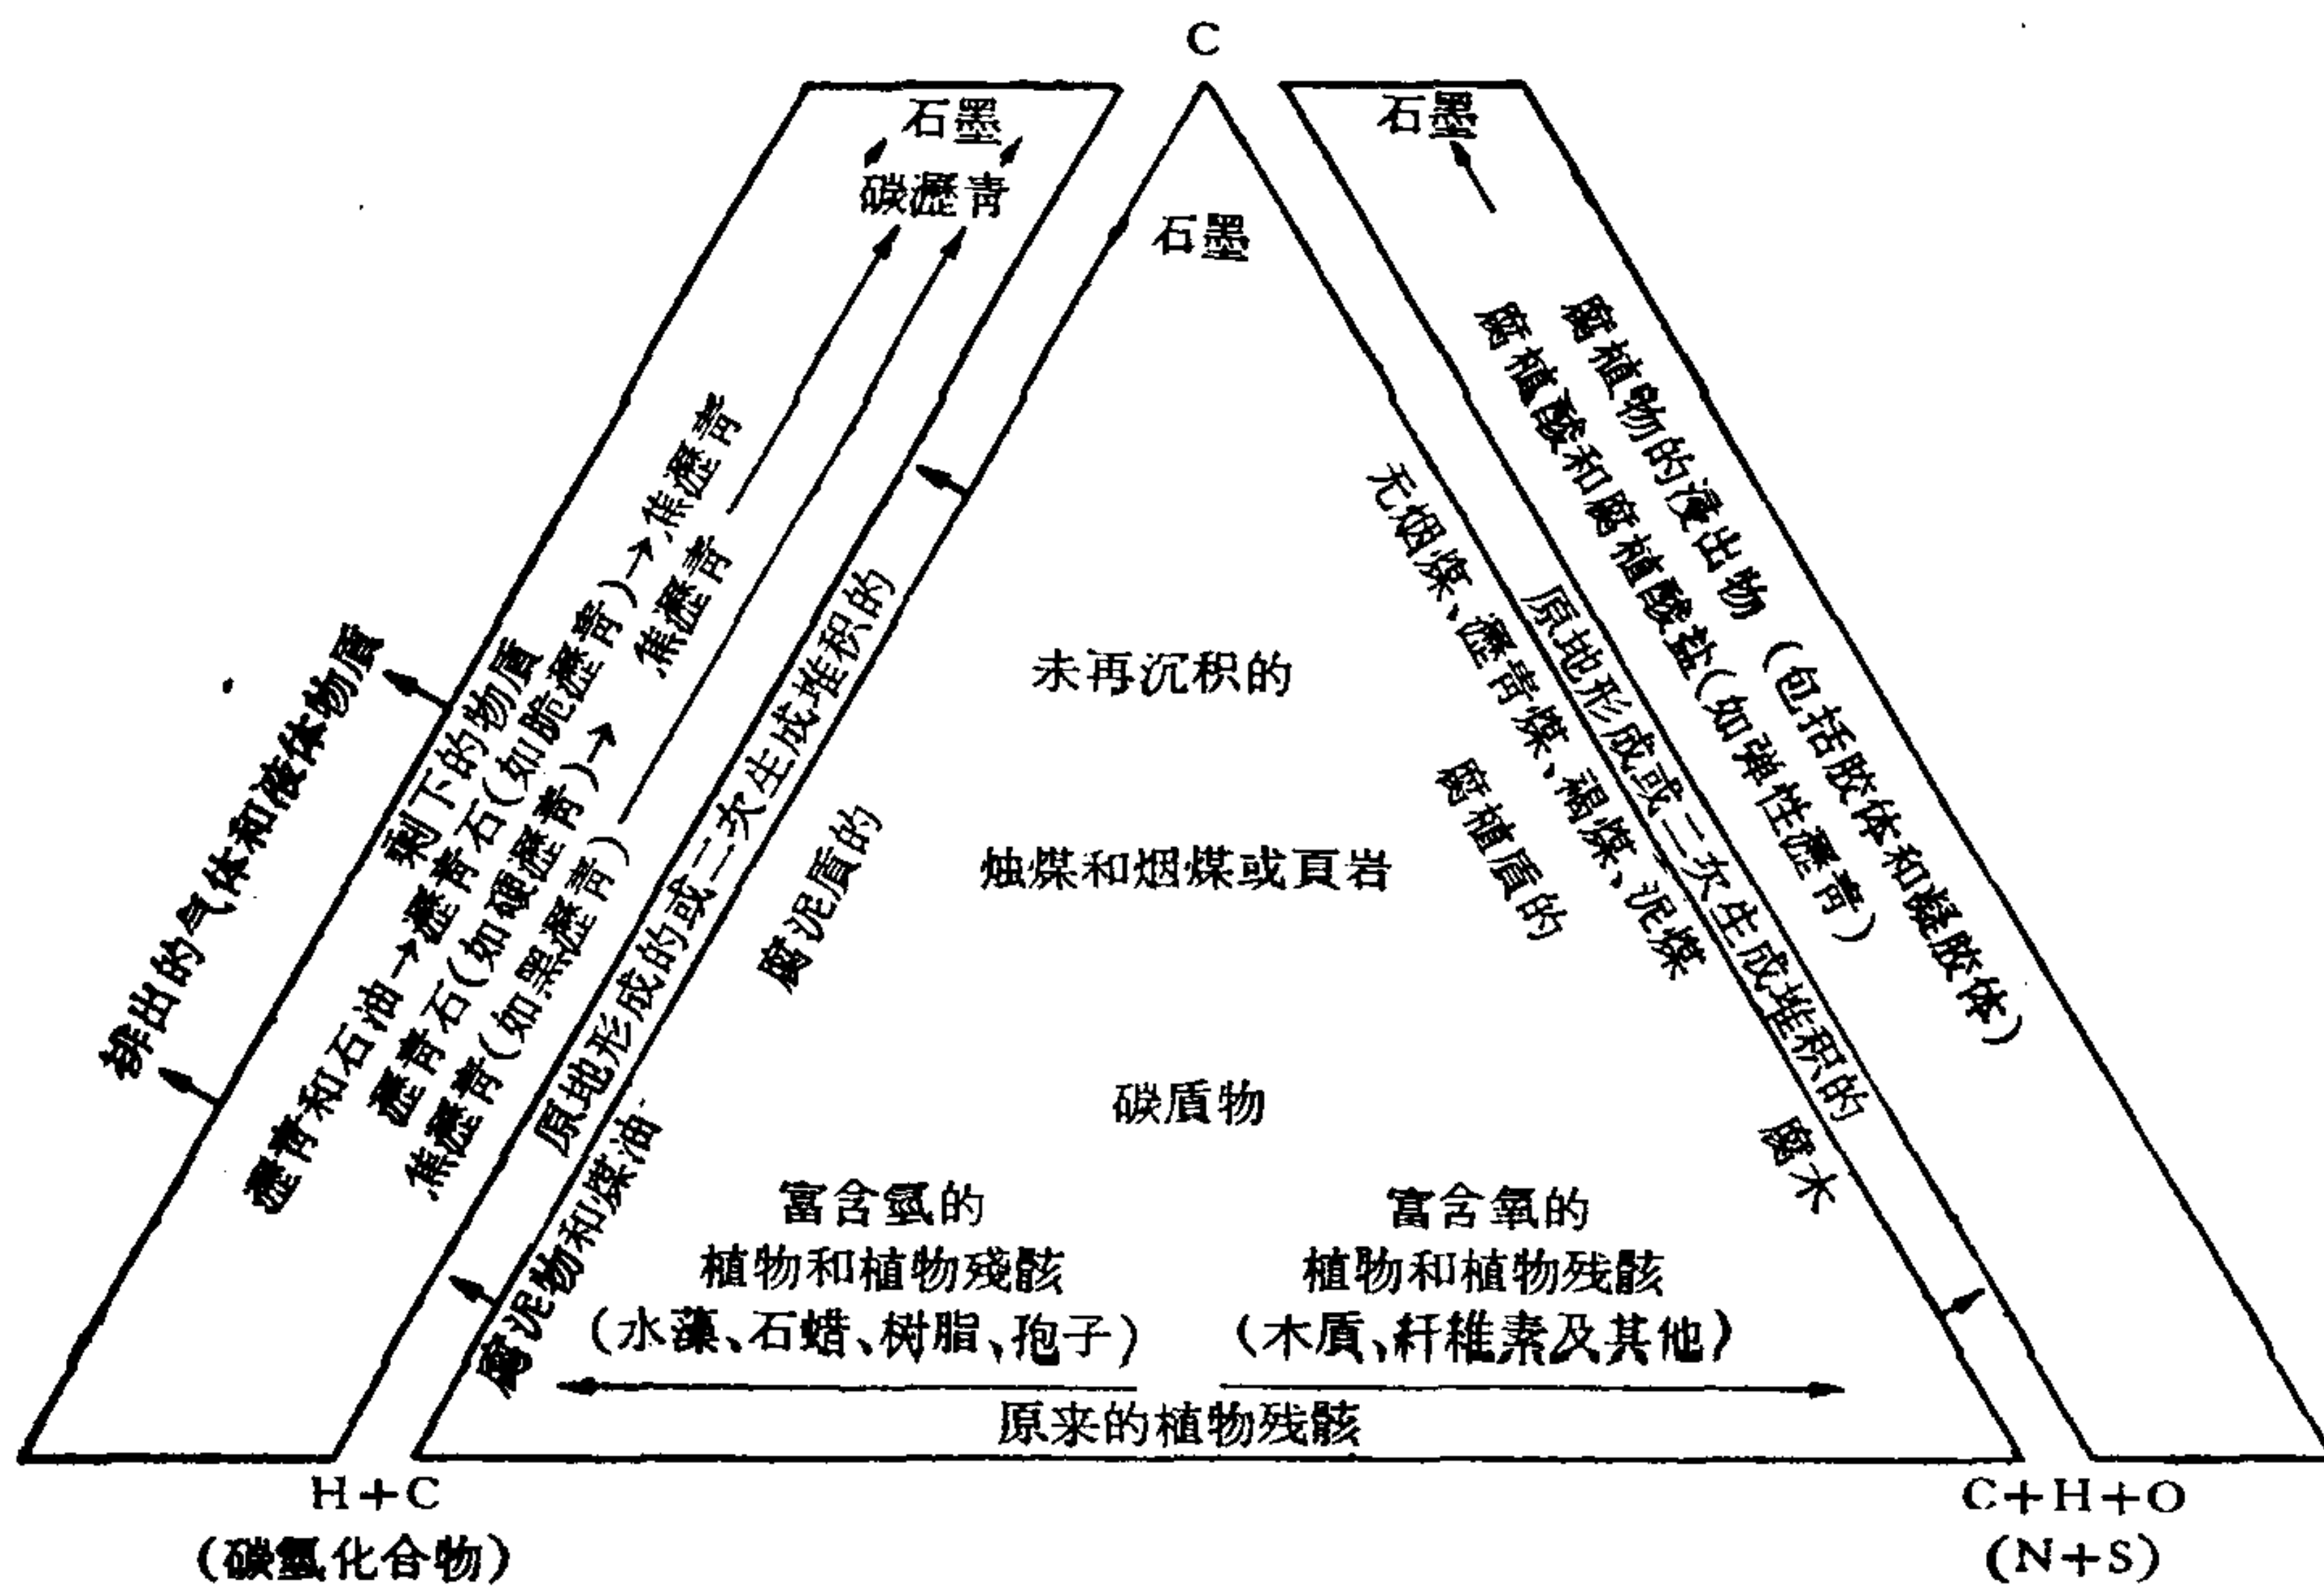 C
石墨
碳瀝青
石墨
石墨
排出的气体和液体物质
剩下的物质
瀝青和石油→瀝青石(如脆瀝青)→焦瀝青
瀝青石(如硬瀝青)→
焦瀝青
焦瀝青(如黑瀝青)
原地形成的或二次生成堆积的
腐泥物和煤油
腐泥质的
未再沉积的
烛煤和烟煤或頁岩
碳质物
富含氫的
植物和植物殘骸
(水藻、石蜡、树脂、孢子)
富含氧的
植物和植物残骸
(木质、紆維素及其他)
原来的植物残骸
腐植质的
无烟煤、瀝青煤、褐煤、泥煤
腐木
原地形成或二次生成堆积的
腐植酸和腐植酸盐(如弹性瀝青)
腐植物的浸出物(包括胶体和凝胶体)
H+C
(碳氫化合物)
C+H+O
(N+S)